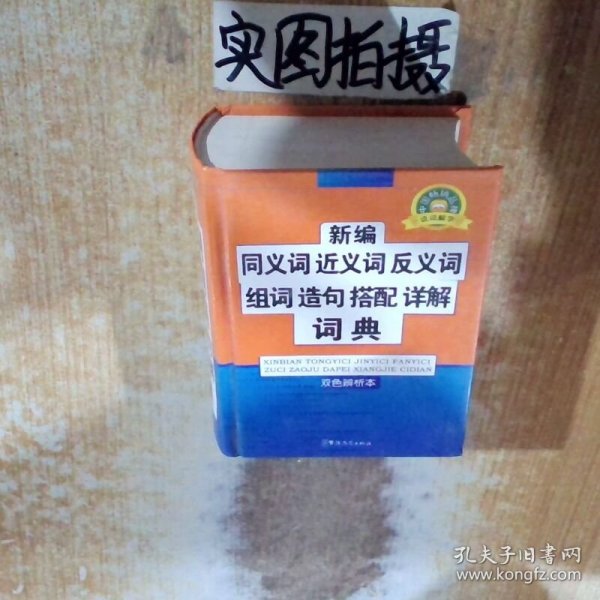 实图拍摄
新编
同义词 近义词 反义词
组词 造句 搭配 详解
词典
XINBIAN TONGYICI JINYICI FANYICI
ZUCI ZAOJU DAPEI XIANGJIE CIDIAN
双色辨析本
孔夫子旧书网
www.kongfz.com